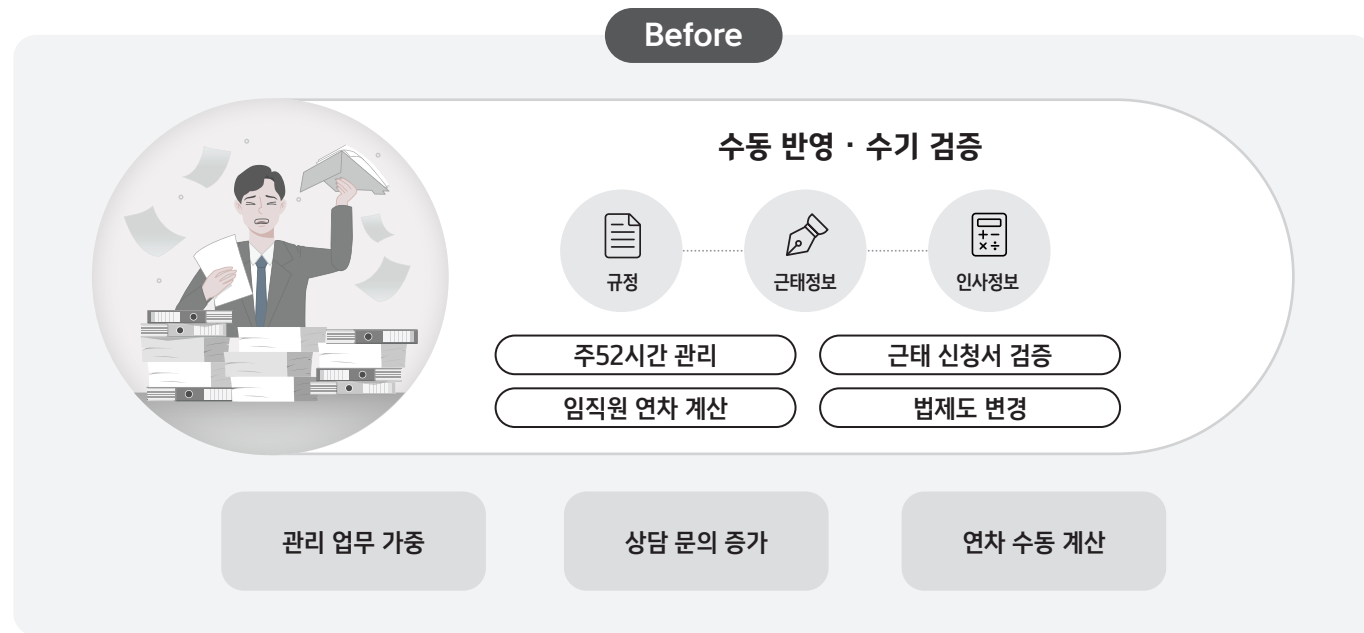 Before
수동 반영 · 수기 검증
규정
근태정보
인사정보
주52시간 관리
근태 신청서 검증
임직원 연차 계산
법제도 변경
관리 업무 가중
상담 문의 증가
연차 수동 계산